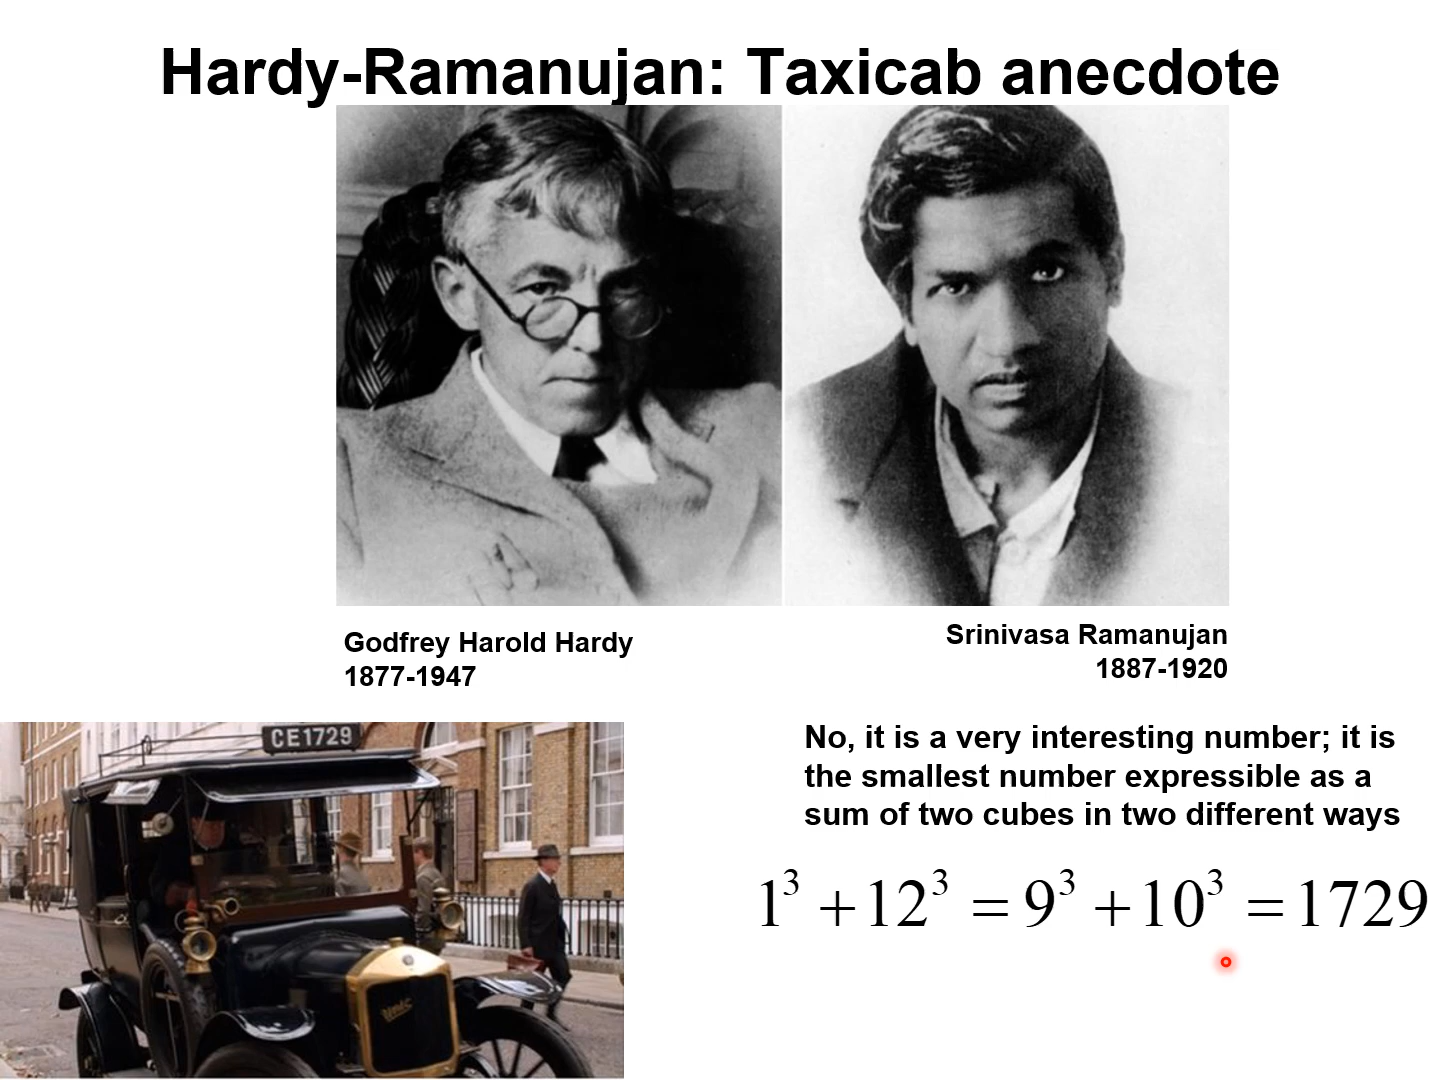 Hardy-Ramanujan: Taxicab anecdote
Godfrey Harold Hardy
1877-1947
Srinivasa Ramanujan
1887-1920
CE1729
No, it is a very interesting number; it is
the smallest number expressible as a
sum of two cubes in two different ways
1³ + 12³ = 9³ + 10³ = 1729